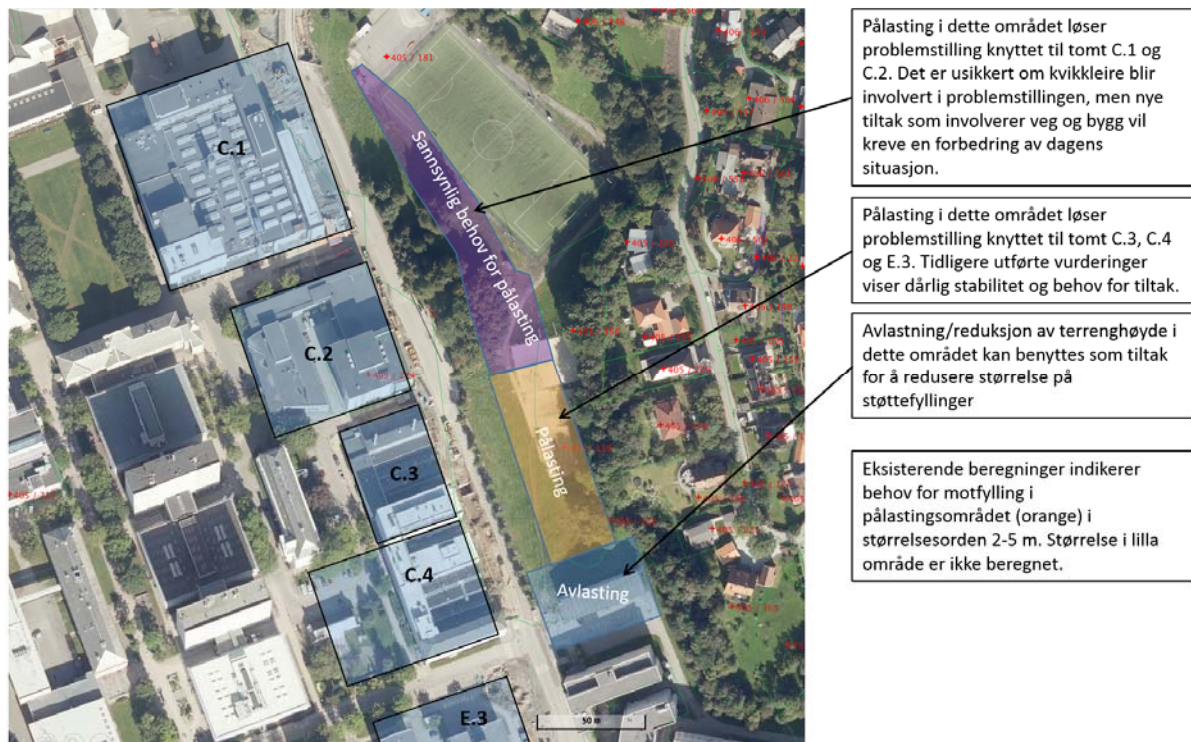 Pålasting i dette området løser
problemstilling knyttet til tomt C.1 og
C.2. Det er usikkert om kvikkleire blir
involvert i problemstillingen, men nye
tiltak som involverer veg og bygg vil
kreve en forbedring av dagens
situasjon.
Pålasting i dette området løser
problemstilling knyttet til tomt C.3, C.4
og E.3. Tidligere utførte vurderinger
viser dårlig stabilitet og behov for tiltak.
Avlastning/reduksjon av terrenghøyde i
dette området kan benyttes som tiltak
for å redusere størrelse på
støttefyllinger
Eksisterende beregninger indikerer
behov for motfylling i
pålastingsområdet (orange) i
størrelsesorden 2-5 m. Størrelse i lilla
område er ikke beregnet.
405 / 181
C.1
Sannsynlig behov for pålasting
C.2
C.3
Pålasting
C.4
Avlasting
E.3
50 m